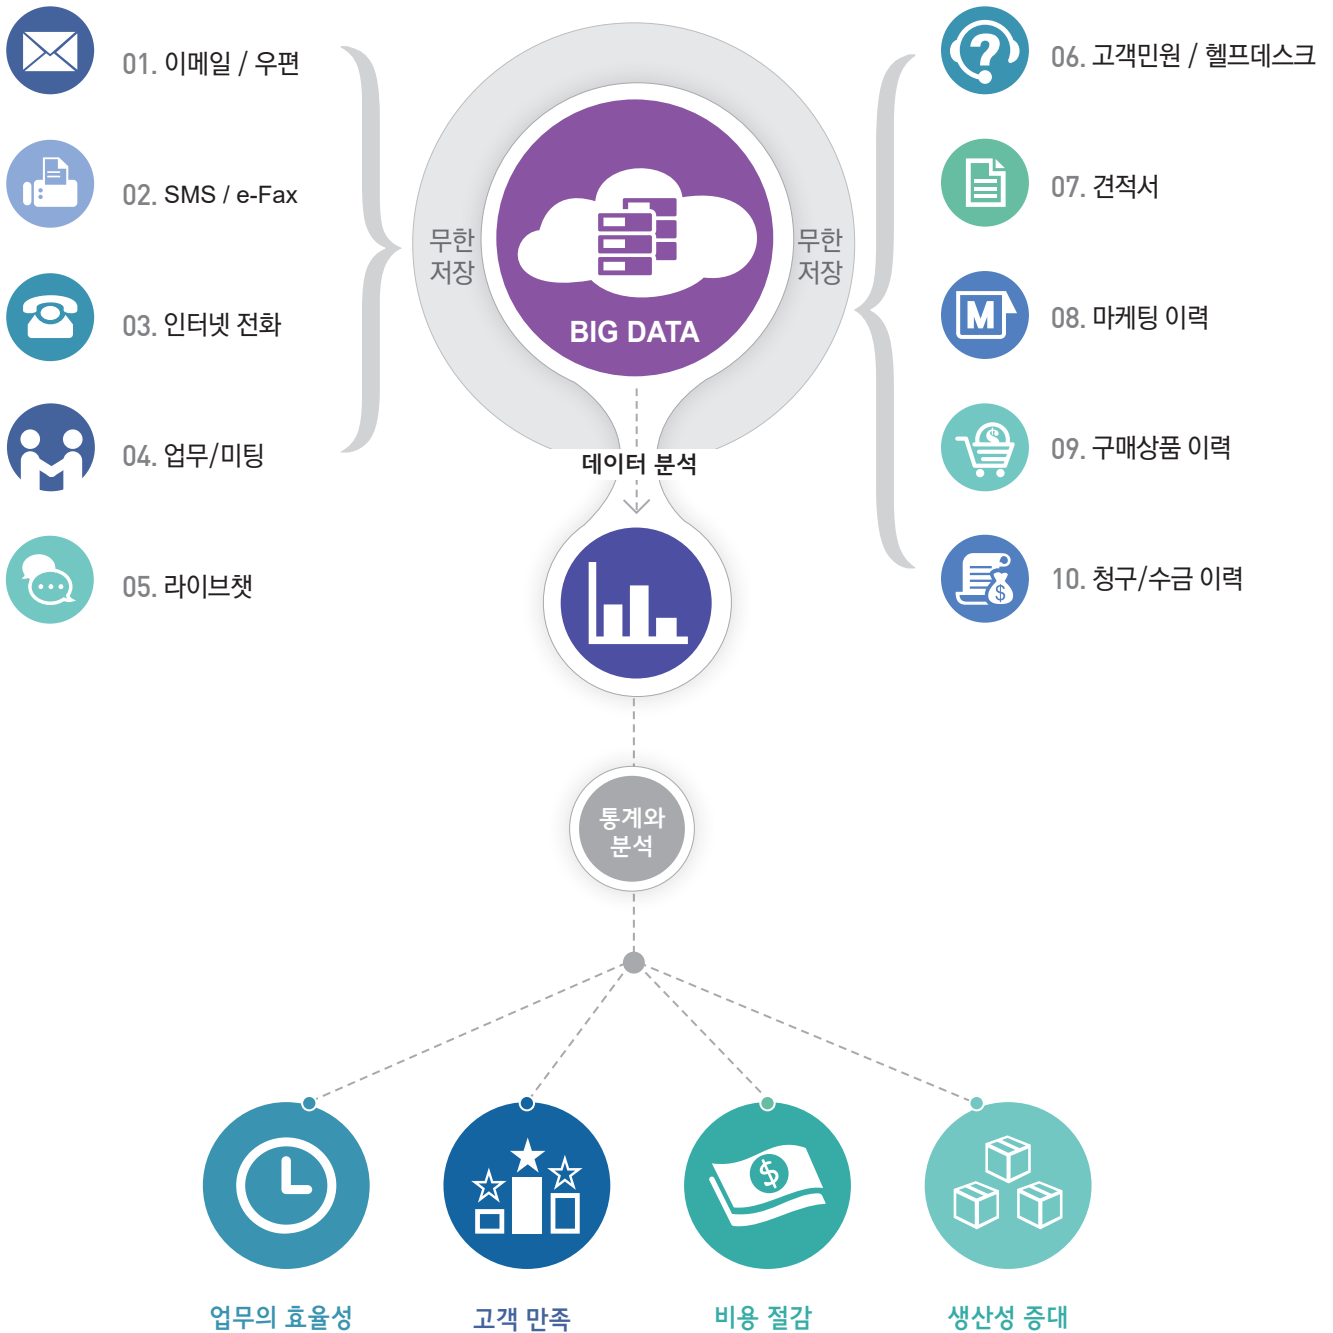 01. 이메일 / 우편
02. SMS / e-Fax
03. 인터넷 전화
04. 업무/미팅
05. 라이브챗
무한
저장
BIG DATA
무한
저장
06. 고객민원 / 헬프데스크
07. 견적서
08. 마케팅 이력
M
09. 구매상품 이력
$
10. 청구/수금 이력
$
데이터 분석
통계와
분석
$
업무의 효율성
고객 만족
비용 절감
생산성 증대